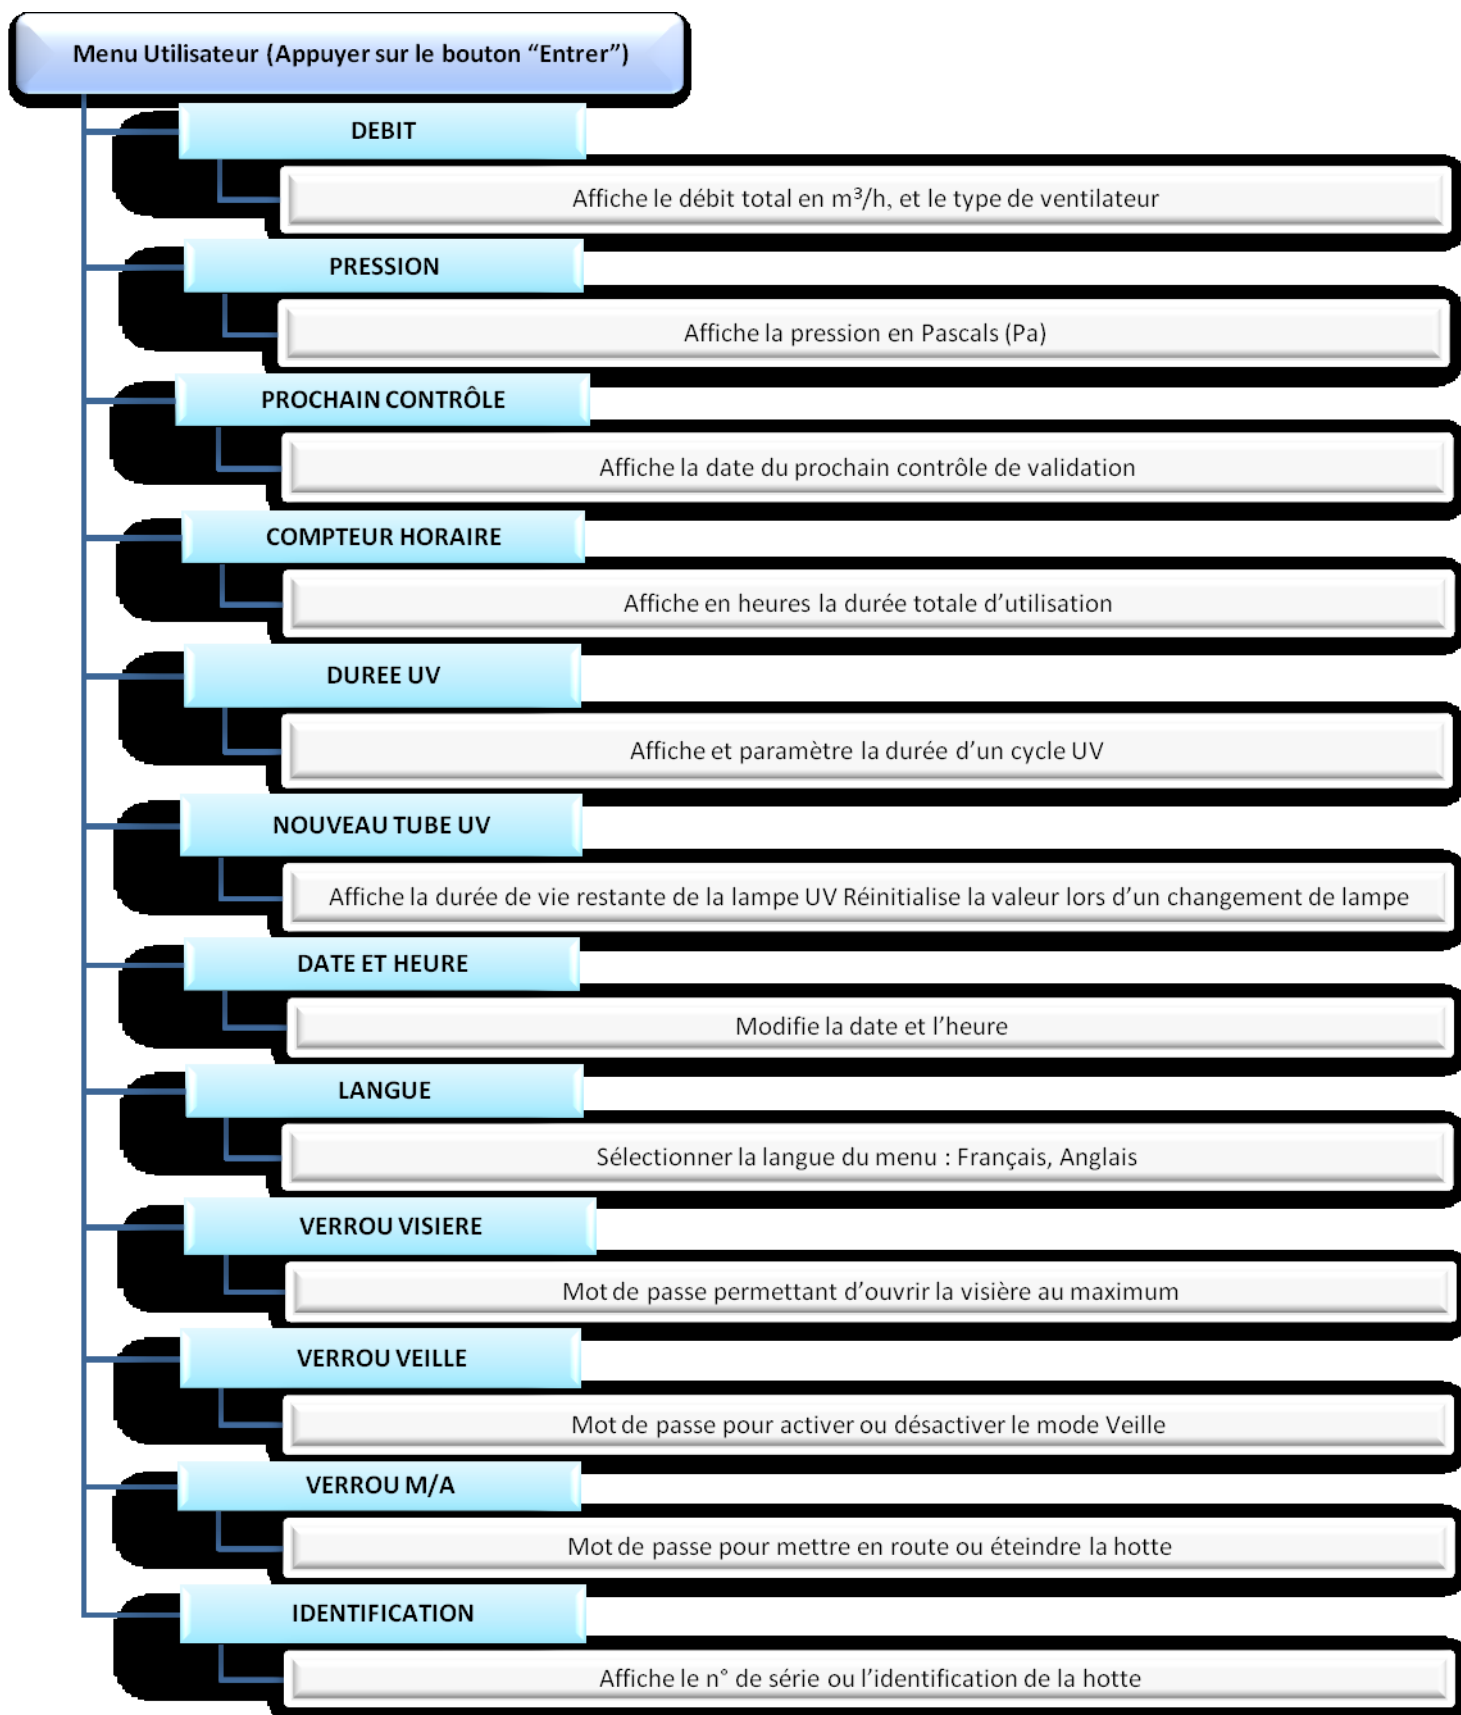 Menu Utilisateur (Appuyer sur le bouton “Entrer”)
DEBIT
Affiche le débit total en m³/h, et le type de ventilateur
PRESSION
Affiche la pression en Pascals (Pa)
PROCHAIN CONTRÔLE
Affiche la date du prochain contrôle de validation
COMPTEUR HORAIRE
Affiche en heures la durée totale d’utilisation
DUREE UV
Affiche et paramètre la durée d’un cycle UV
NOUVEAU TUBE UV
Affiche la durée de vie restante de la lampe UV Réinitialise la valeur lors d’un changement de lampe
DATE ET HEURE
Modifie la date et l’heure
LANGUE
Sélectionner la langue du menu : Français, Anglais
VERROU VISIERE
Mot de passe permettant d’ouvrir la visière au maximum
VERROU VEILLE
Mot de passe pour activer ou désactiver le mode Veille
VERROU M/A
Mot de passe pour mettre en route ou éteindre la hotte
IDENTIFICATION
Affiche le n° de série ou l’identification de la hotte